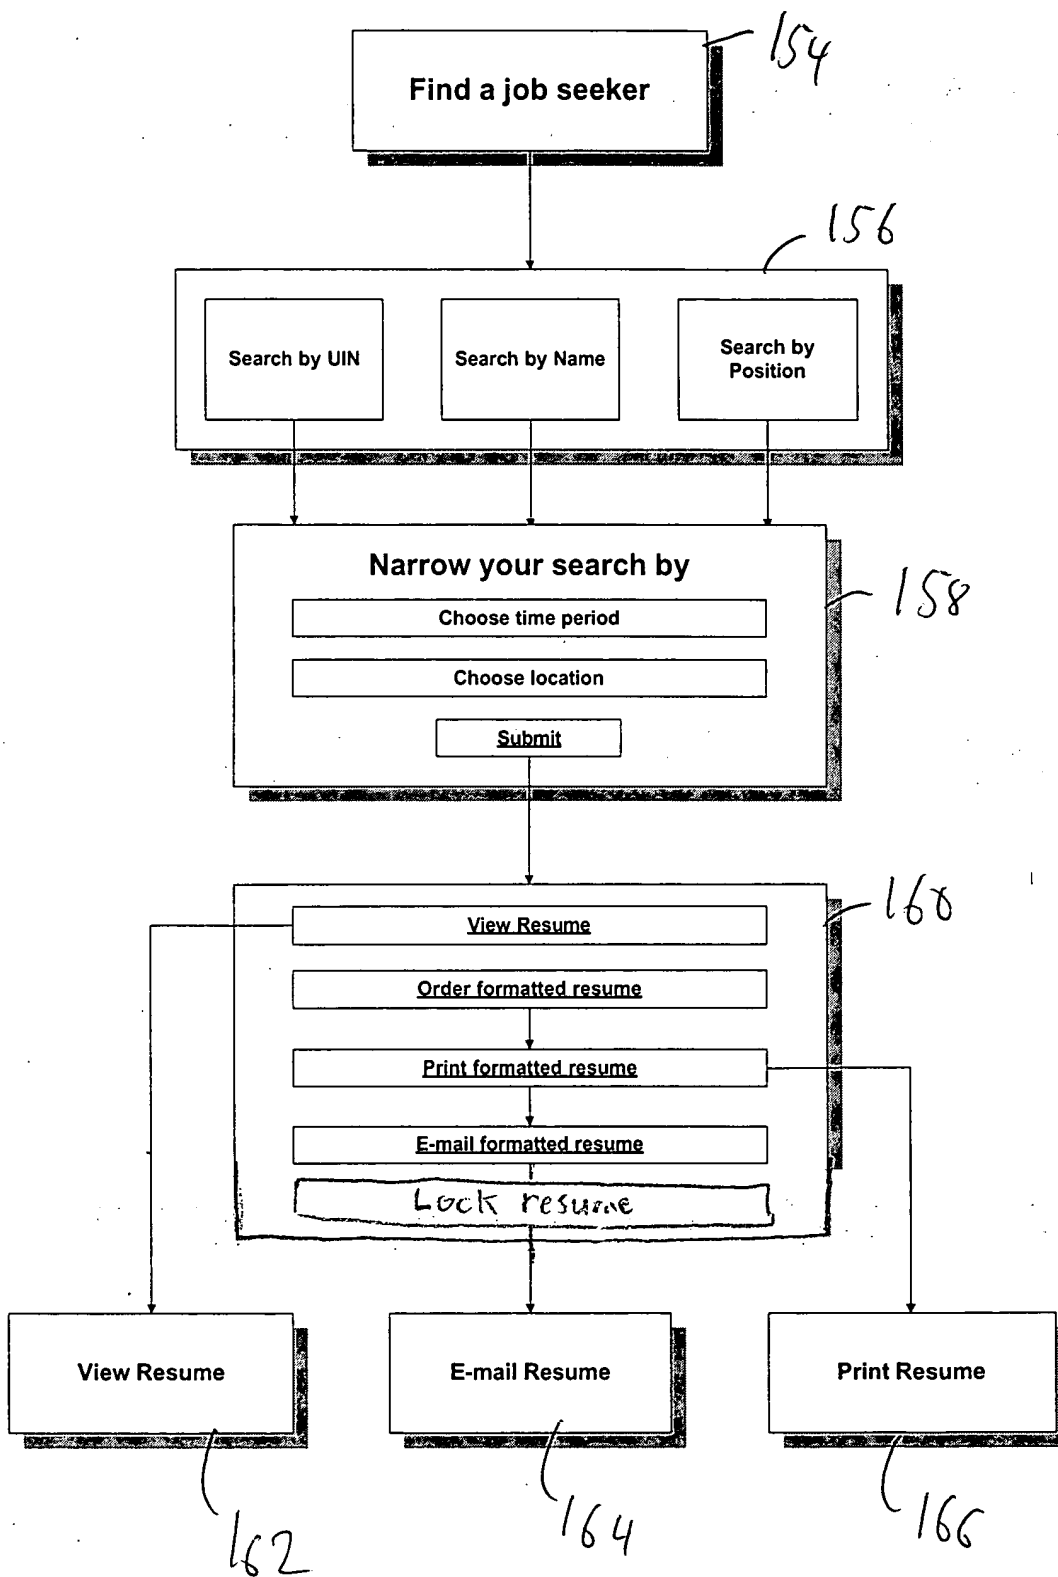 154
Find a job seeker
156
Search by UIN
Search by Name
Search by
Position
Narrow your search by
158
Choose time period
Choose location
Submit
160
View Resume
Order formatted resume
Print formatted resume
E-mail formatted resume
Lock resume
View Resume
E-mail Resume
Print Resume
162
164
166